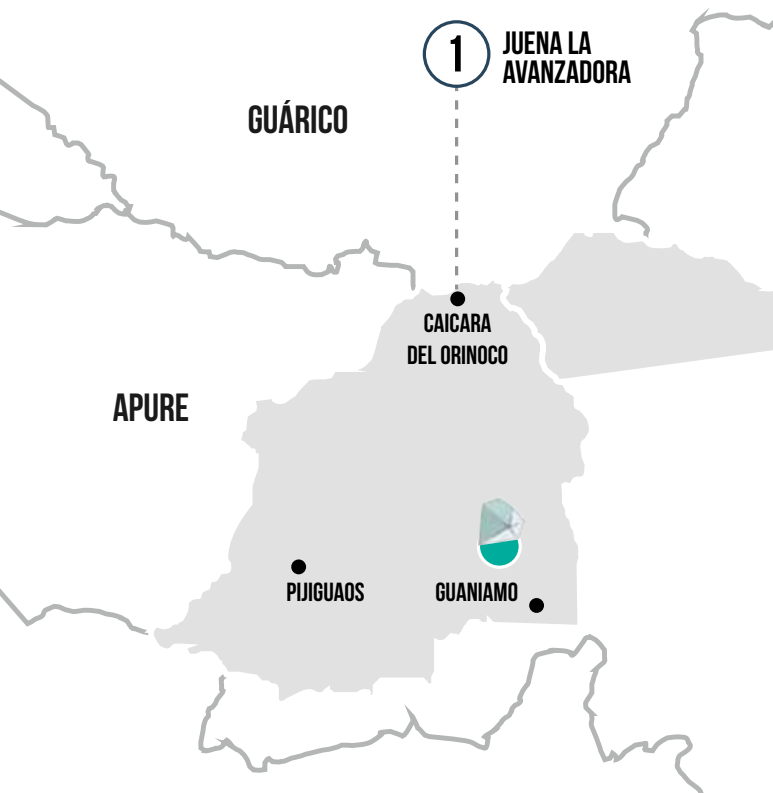 1
JUENA LA
AVANZADORA
GUÁRICO
CAICARA
DEL ORINOCO
APURE
PIJIGUAOS
GUANIAMO